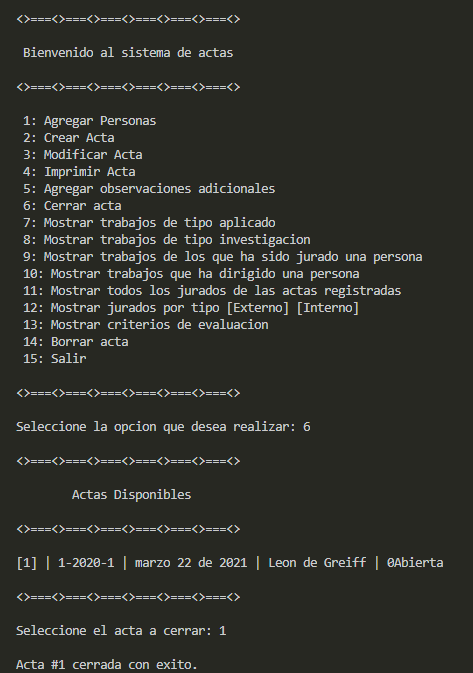 <>===<>===<>===<>===<>===<>===<>
Bienvenido al sistema de actas
<>===<>===<>===<>===<>===<>===<>
1: Agregar Personas
2: Crear Acta
3: Modificar Acta
4: Imprimir Acta
5: Agregar observaciones adicionales
6: Cerrar acta
7: Mostrar trabajos de tipo aplicado
8: Mostrar trabajos de tipo investigacion
9: Mostrar trabajos de los que ha sido jurado una persona
10: Mostrar trabajos que ha dirigido una persona
11: Mostrar todos los jurados de las actas registradas
12: Mostrar jurados por tipo [Externo] [Interno]
13: Mostrar criterios de evaluacion
14: Borrar acta
15: Salir
<>===<>===<>===<>===<>===<>===<>
Seleccione la opcion que desea realizar: 6
<>===<>===<>===<>===<>===<>===<>
Actas Disponibles
<>===<>===<>===<>===<>===<>===<>
[1] | 1-2020-1 | marzo 22 de 2021 | Leon de Greiff | 0Abierta
<>===<>===<>===<>===<>===<>===<>
Seleccione el acta a cerrar: 1
Acta #1 cerrada con exito.